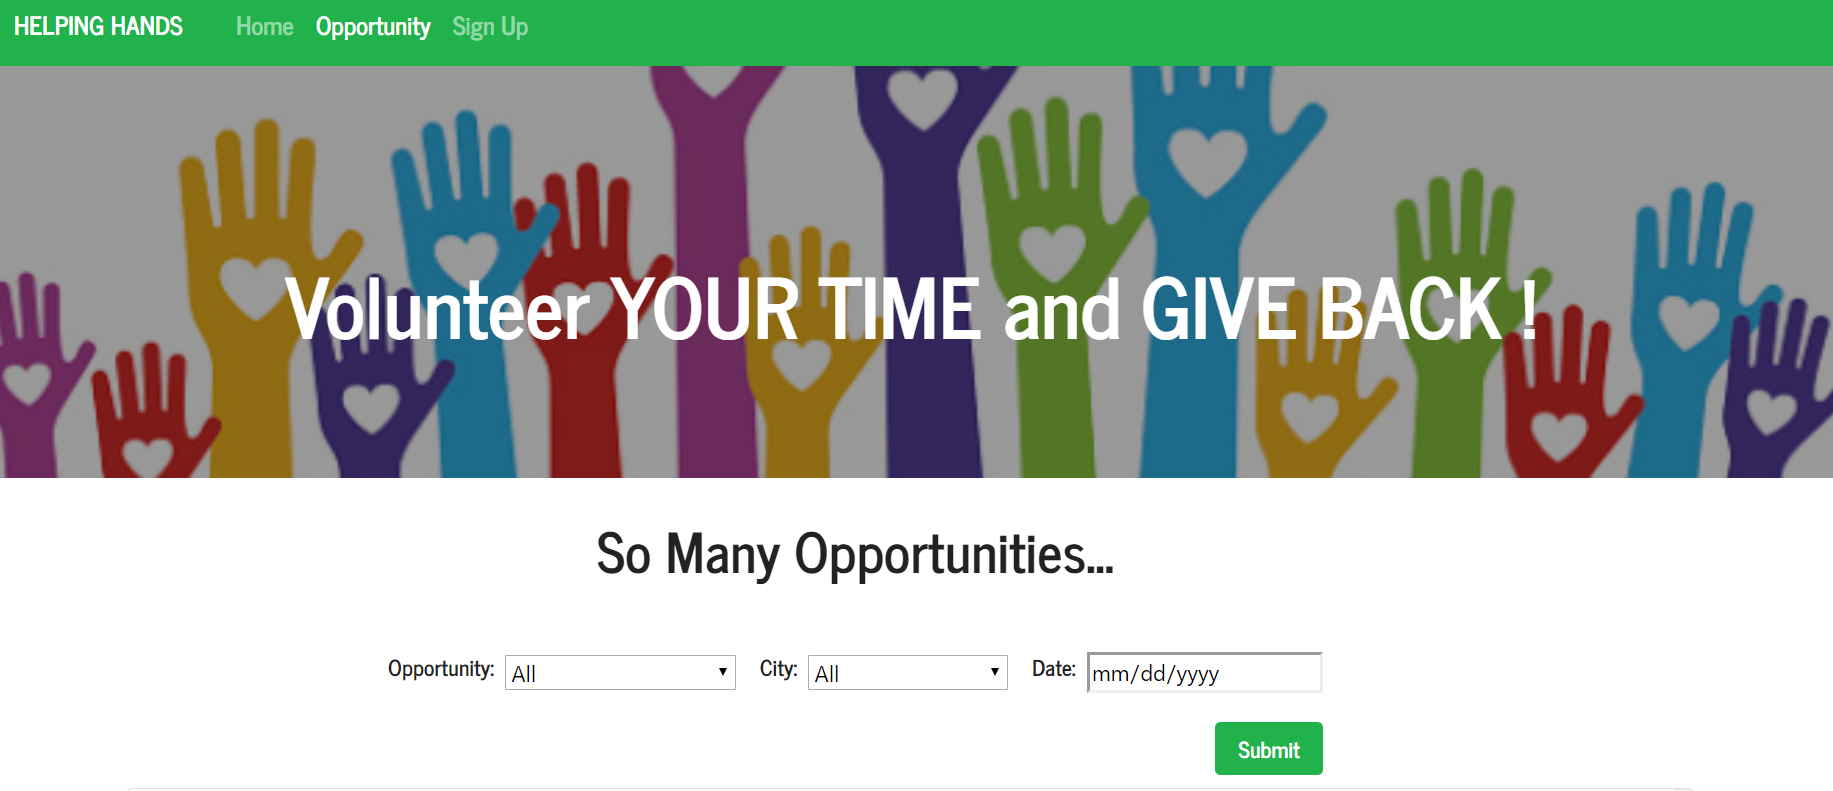 HELPING HANDS Home Opportunity Sign Up
Volunteer YOUR TIME and GIVE BACK !
So Many Opportunities...
Opportunity: All City: All Date: mm/dd/yyyy
Submit